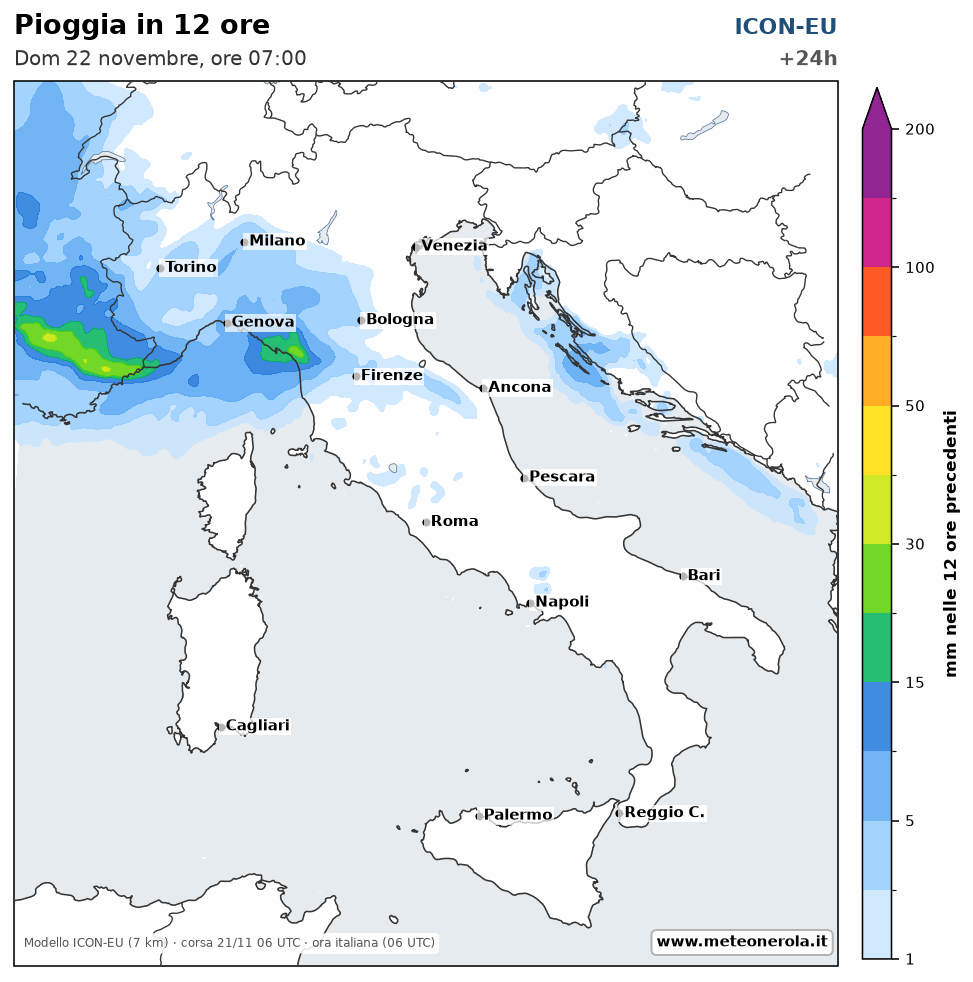 Pioggia in 12 ore
ICON-EU
Dom 22 novembre, ore 07:00
+24h
200
100
50
30
15
5
1
mm nelle 12 ore precedenti
Milano
Venezia
Torino
Genova
Bologna
Firenze
Ancona
Pescara
Roma
Bari
Napoli
Cagliari
Palermo
Reggio C.
Modello ICON-EU (7 km) · corsa 21/11 06 UTC · ora italiana (06 UTC)
www.meteonerola.it